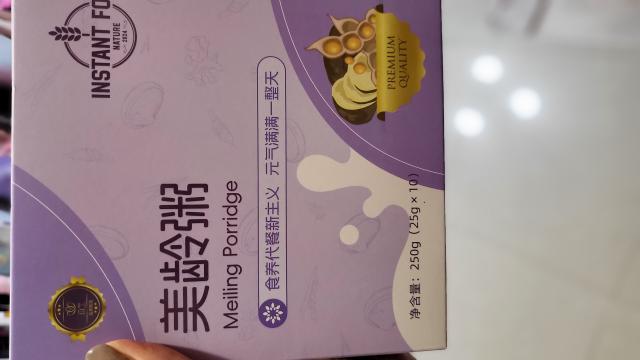 INSTANT FO
NATURE
PREMIUM
QUALITY
美龄粥
Meiling Porridge
食养代餐新主义 元气满满一整天
净含量：250g（25g×10）